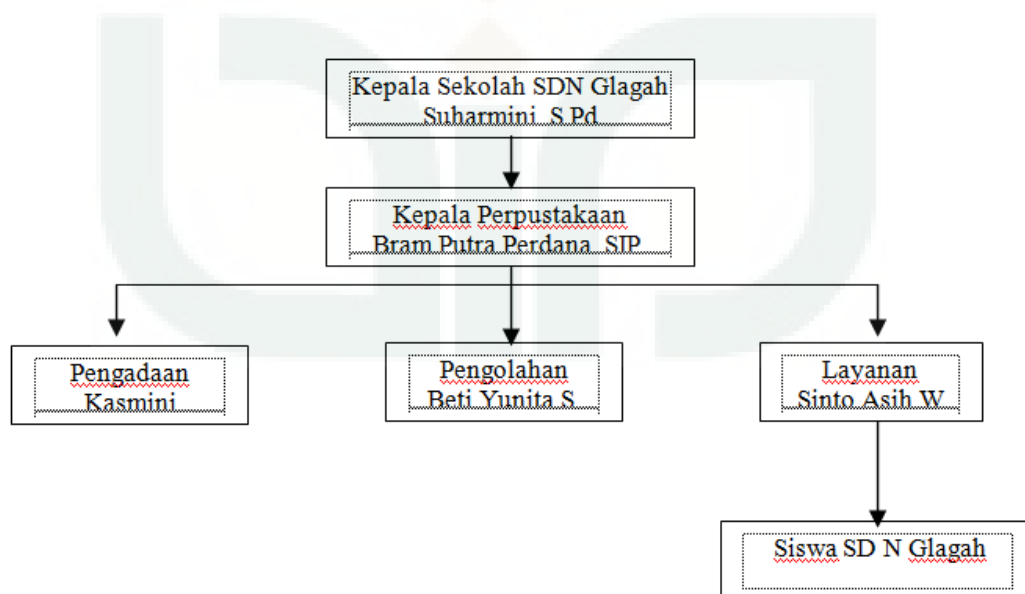 Kepala Sekolah SDN Glagah
Suharmini S Pd
Kepala Perpustakaan
Bram Putra Perdana SIP
Pengadaan
Kasmini
Pengolahan
Beti Yunita S
Layanan
Sinto Asih W
Siswa SD N Glagah